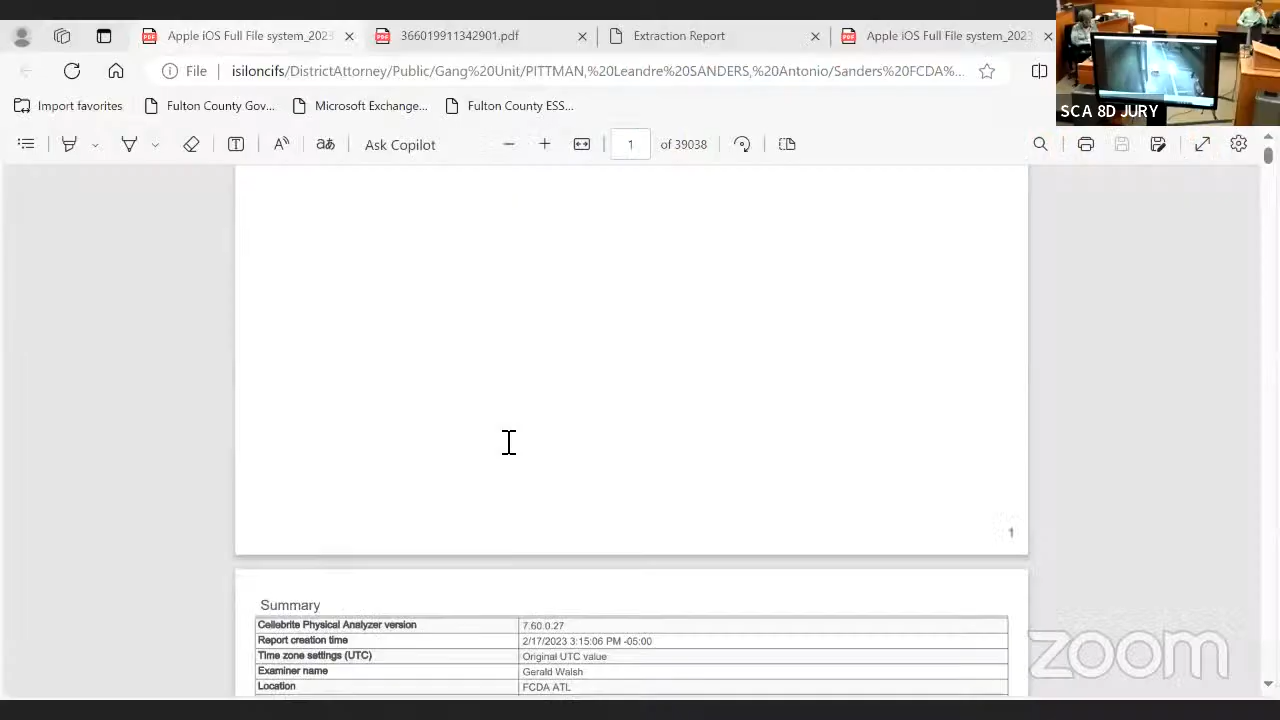 Apple iOS Full File system_2023
366015911342901.pdf
Extraction Report
Apple iOS Full File system_2023
File
isiloncifs/DistrictAttorney/Public/Gang%20Unit/PITTMAN,%20Leandre%20SANDERS,%20Antonio/Sanders%20FCDA%...
Import favorites
Fulton County Gov...
Microsoft Exchange...
Fulton County ESS...
SCA 8D JURY
Ask Copilot
1
of 39038
1
Summary
Cellebrite Physical Analyzer version 7.60.0.27
Report creation time 2/17/2023 3:15:06 PM -05:00
Time zone settings (UTC) Original UTC value
Examiner name Gerald Walsh
Location FCDA ATL
zoom